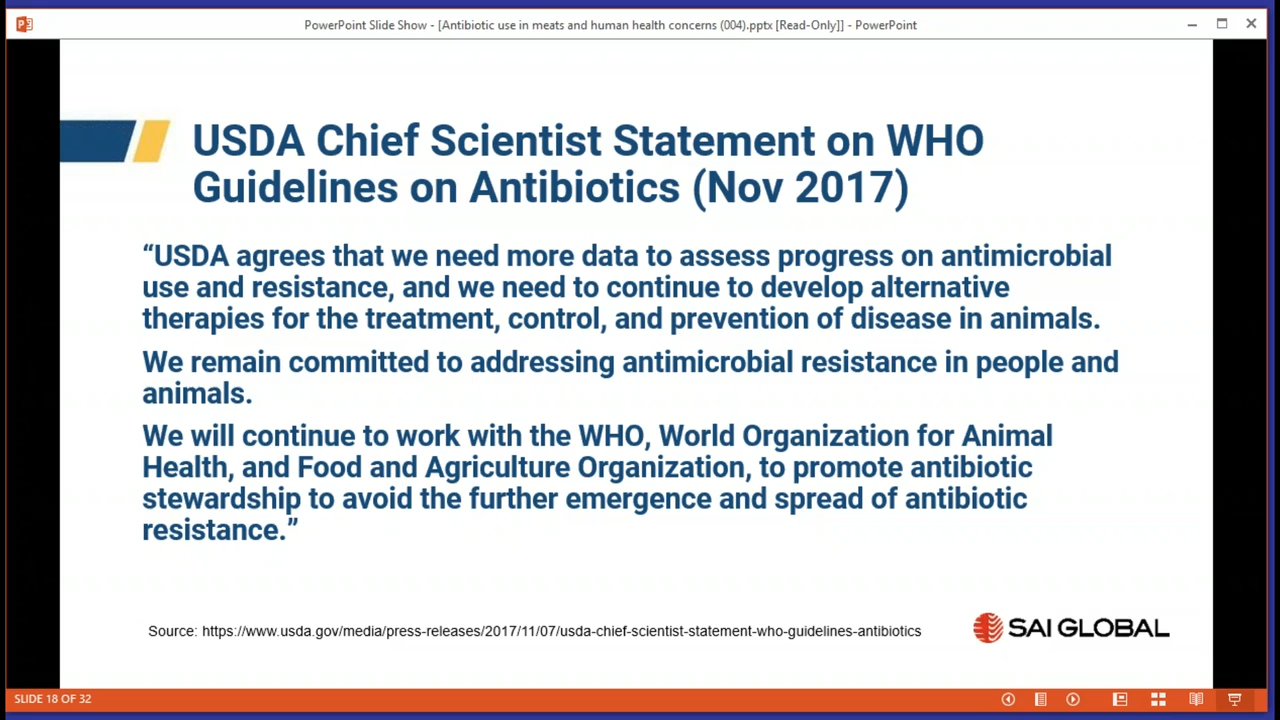 PowerPoint Slide Show - [Antibiotic use in meats and human health concerns (004).pptx [Read-Only]] - PowerPoint
USDA Chief Scientist Statement on WHO
Guidelines on Antibiotics (Nov 2017)
“USDA agrees that we need more data to assess progress on antimicrobial
use and resistance, and we need to continue to develop alternative
therapies for the treatment, control, and prevention of disease in animals.
We remain committed to addressing antimicrobial resistance in people and
animals.
We will continue to work with the WHO, World Organization for Animal
Health, and Food and Agriculture Organization, to promote antibiotic
stewardship to avoid the further emergence and spread of antibiotic
resistance.”
Source: https://www.usda.gov/media/press-releases/2017/11/07/usda-chief-scientist-statement-who-guidelines-antibiotics
SAI GLOBAL
SLIDE 18 OF 32